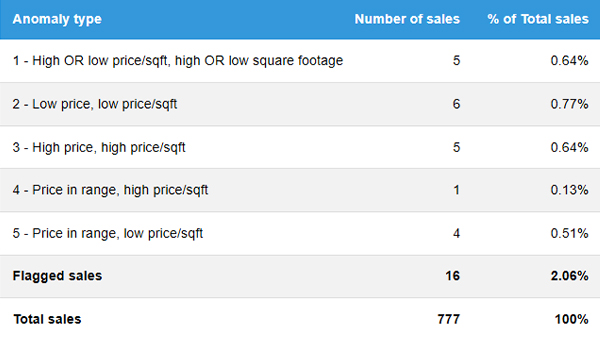 Anomaly type Number of sales % of Total sales
1 - High OR low price/sqft, high OR low square footage 5 0.64%
2 - Low price, low price/sqft 6 0.77%
3 - High price, high price/sqft 5 0.64%
4 - Price in range, high price/sqft 1 0.13%
5 - Price in range, low price/sqft 4 0.51%
Flagged sales 16 2.06%
Total sales 777 100%